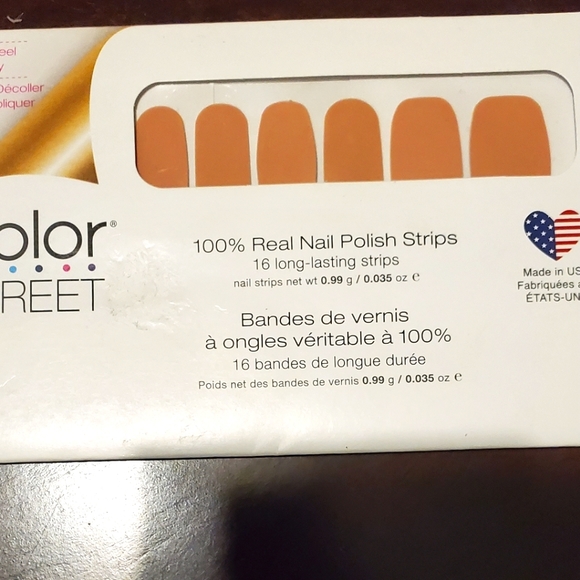 eel
y
Décoller
pliquer
olor®
REET
100% Real Nail Polish Strips
16 long-lasting strips
nail strips net wt 0.99 g / 0.035 oz e
Bandes de vernis
à ongles véritable à 100%
16 bandes de longue durée
Poids net des bandes de vernis 0.99 g / 0.035 oz e
Made in US
Fabriquées a
ÉTATS-UN